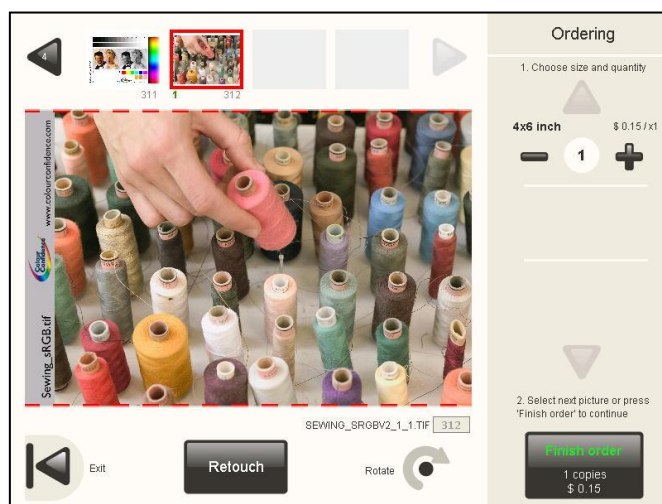 Ordering
4
311
1
312
1. Choose size and quantity
4x6 inch
$ 0.15 / x1
1
www.colourconfidence.com
Colour
Confidence
Sewing_sRGB.tif
2. Select next picture or press
'Finish order' to continue
SEWING_SRGBV2_1_1.TIF 312
Exit
Retouch
Rotate
Finish order
1 copies
$ 0.15